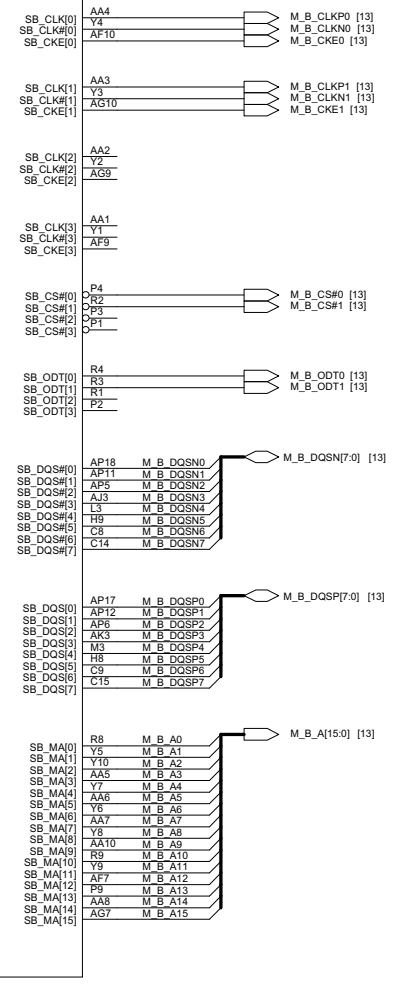 SB_CLK[0] AA4 M_B_CLKP0 [13]
SB_CLK#[0] Y4 M_B_CLKN0 [13]
SB_CKE[0] AF10 M_B_CKE0 [13]
SB_CLK[1] AA3 M_B_CLKP1 [13]
SB_CLK#[1] Y3 M_B_CLKN1 [13]
SB_CKE[1] AG10 M_B_CKE1 [13]
SB_CLK[2] AA2
SB_CLK#[2] Y2
SB_CKE[2] AG9
SB_CLK[3] AA1
SB_CLK#[3] Y1
SB_CKE[3] AF9
SB_CS#[0] P4 M_B_CS#0 [13]
SB_CS#[1] R2 M_B_CS#1 [13]
SB_CS#[2] P3
SB_CS#[3] P1
SB_ODT[0] R4 M_B_ODT0 [13]
SB_ODT[1] R3 M_B_ODT1 [13]
SB_ODT[2] R1
SB_ODT[3] P2
M_B_DQSN[7:0] [13]
SB_DQS#[0] AP18 M_B_DQSN0
SB_DQS#[1] AP11 M_B_DQSN1
SB_DQS#[2] AP5 M_B_DQSN2
SB_DQS#[3] AJ3 M_B_DQSN3
SB_DQS#[4] L3 M_B_DQSN4
SB_DQS#[5] H9 M_B_DQSN5
SB_DQS#[6] C8 M_B_DQSN6
SB_DQS#[7] C14 M_B_DQSN7
M_B_DQSP[7:0] [13]
SB_DQS[0] AP17 M_B_DQSP0
SB_DQS[1] AP12 M_B_DQSP1
SB_DQS[2] AP6 M_B_DQSP2
SB_DQS[3] AK3 M_B_DQSP3
SB_DQS[4] M3 M_B_DQSP4
SB_DQS[5] H8 M_B_DQSP5
SB_DQS[6] C9 M_B_DQSP6
SB_DQS[7] C15 M_B_DQSP7
M_B_A[15:0] [13]
SB_MA[0] R8 M_B_A0
SB_MA[1] Y5 M_B_A1
SB_MA[2] Y10 M_B_A2
SB_MA[3] AA5 M_B_A3
SB_MA[4] Y7 M_B_A4
SB_MA[5] AA6 M_B_A5
SB_MA[6] Y6 M_B_A6
SB_MA[7] AA7 M_B_A7
SB_MA[8] Y8 M_B_A8
SB_MA[9] AA10 M_B_A9
SB_MA[10] R9 M_B_A10
SB_MA[11] Y9 M_B_A11
SB_MA[12] AF7 M_B_A12
SB_MA[13] P9 M_B_A13
SB_MA[14] AA8 M_B_A14
SB_MA[15] AG7 M_B_A15